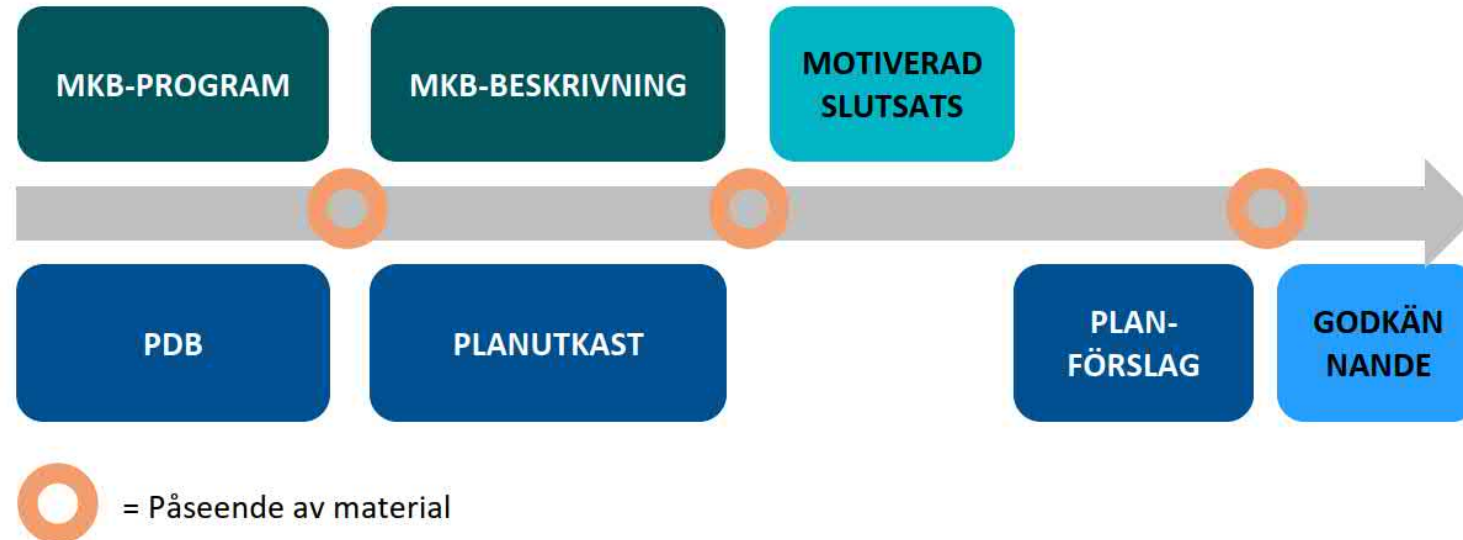 MKB-PROGRAM
MKB-BESKRIVNING
MOTIVERAD
SLUTSATS
PDB
PLANUTKAST
PLAN-
FÖRSLAG
GODKÄN
NANDE
= Påseende av material